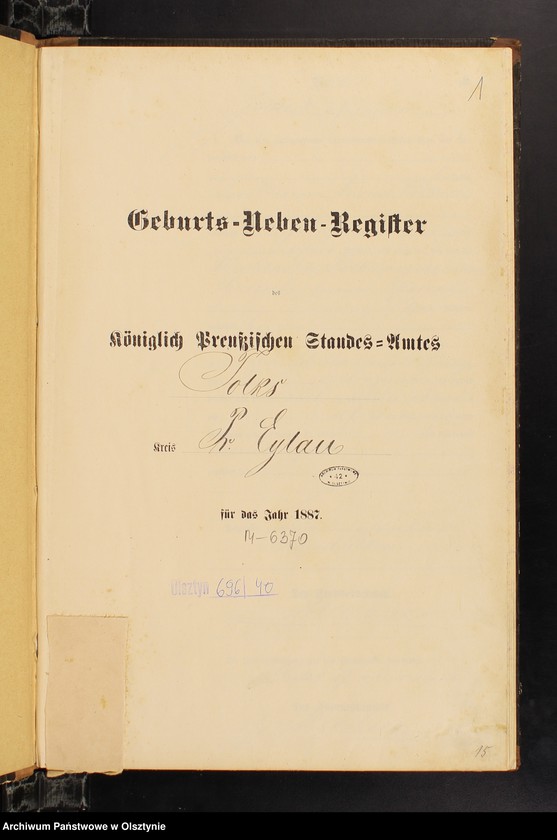 1
Geburts-Neben-Register
des
Königlich Preußischen Standes-Amtes
Tolks
Kreis Pr. Eylau
42
für das Jahr 1887.
M-6370
Olsztyn 696/40
15
Archiwum Państwowe w Olsztynie